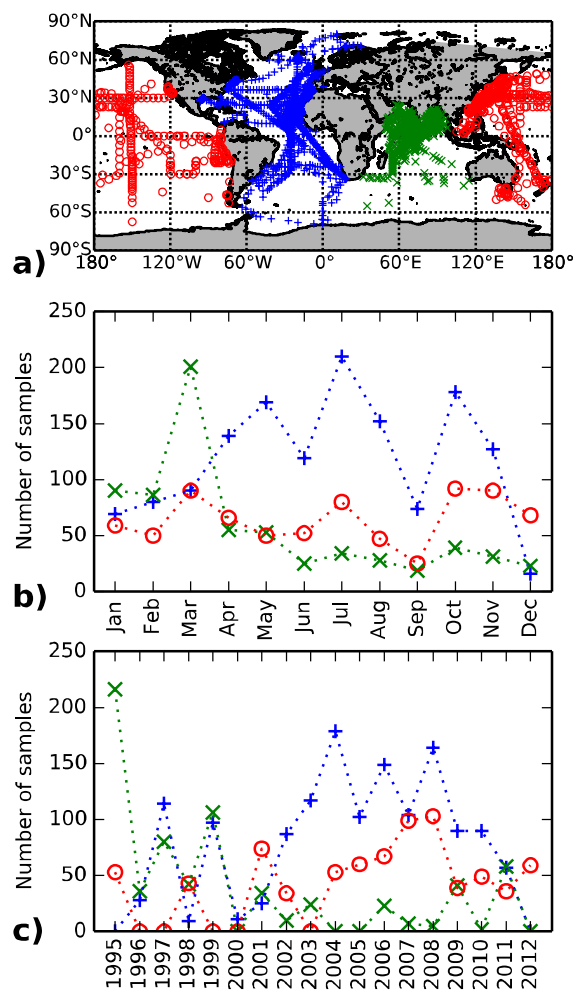 90°N
60°N
30°N
0°
30°S
60°S
90°S
a)
180° 120°W 60°W 0° 60°E 120°E 180°
250
200
150
100
50
0
Number of samples
b)
Jan Feb Mar Apr May Jun Jul Aug Sep Oct Nov Dec
250
200
150
100
50
0
Number of samples
c)
1995 1996 1997 1998 1999 2000 2001 2002 2003 2004 2005 2006 2007 2008 2009 2010 2011 2012